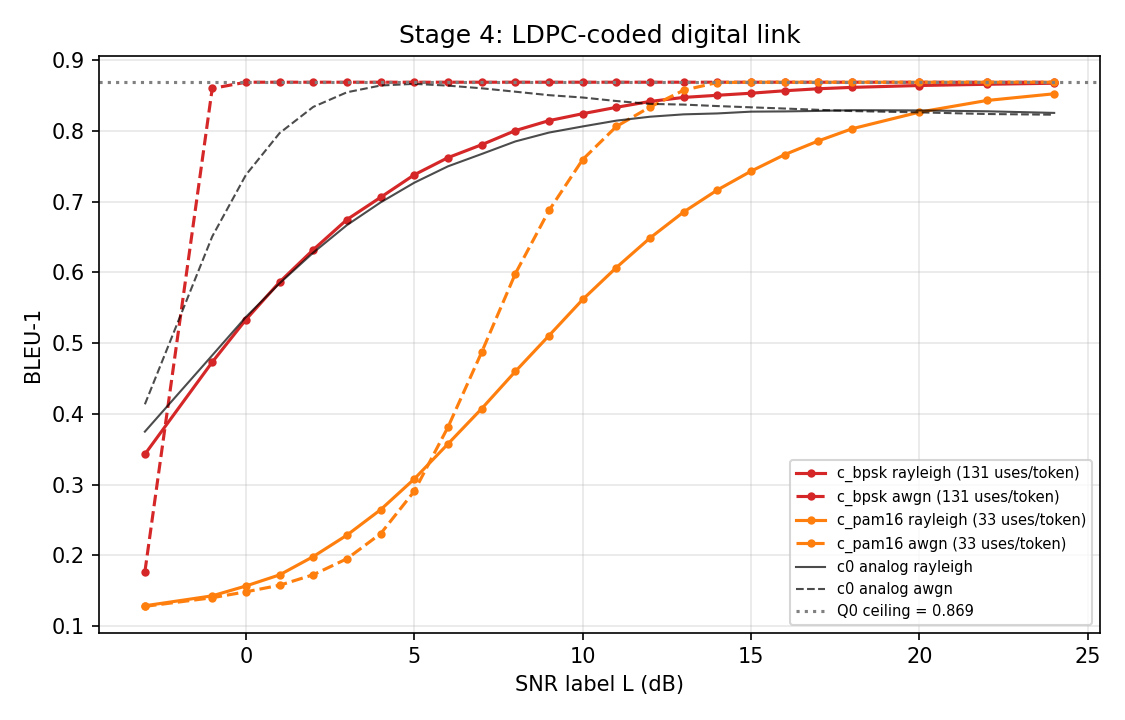 Stage 4: LDPC-coded digital link
0.9
0.8
0.7
0.6
0.5
0.4
0.3
0.2
0.1
BLEU-1
0
5
10
15
20
25
SNR label L (dB)
c_bpsk rayleigh (131 uses/token)
c_bpsk awgn (131 uses/token)
c_pam16 rayleigh (33 uses/token)
c_pam16 awgn (33 uses/token)
c0 analog rayleigh
c0 analog awgn
Q0 ceiling = 0.869